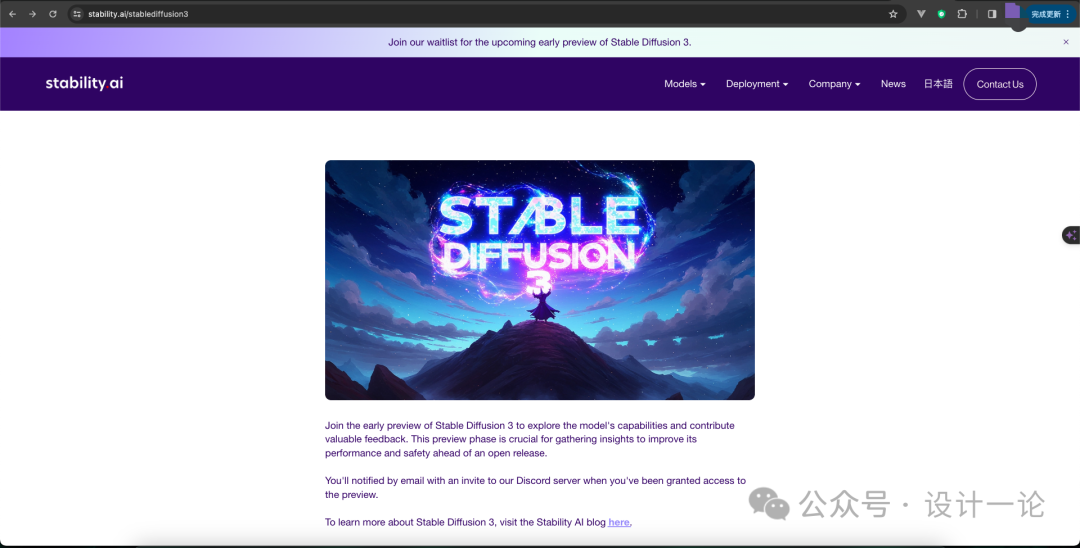 stability.ai/stablediffusion3
完成更新
Join our waitlist for the upcoming early preview of Stable Diffusion 3.
stability.ai
Models
Deployment
Company
News
日本語
Contact Us
STABLE
DIFFUSION
3
Join the early preview of Stable Diffusion 3 to explore the model's capabilities and contribute
valuable feedback. This preview phase is crucial for gathering insights to improve its
performance and safety ahead of an open release.
You'll notified by email with an invite to our Discord server when you've been granted access to
the preview.
To learn more about Stable Diffusion 3, visit the Stability AI blog here.
公众号 · 设计一论